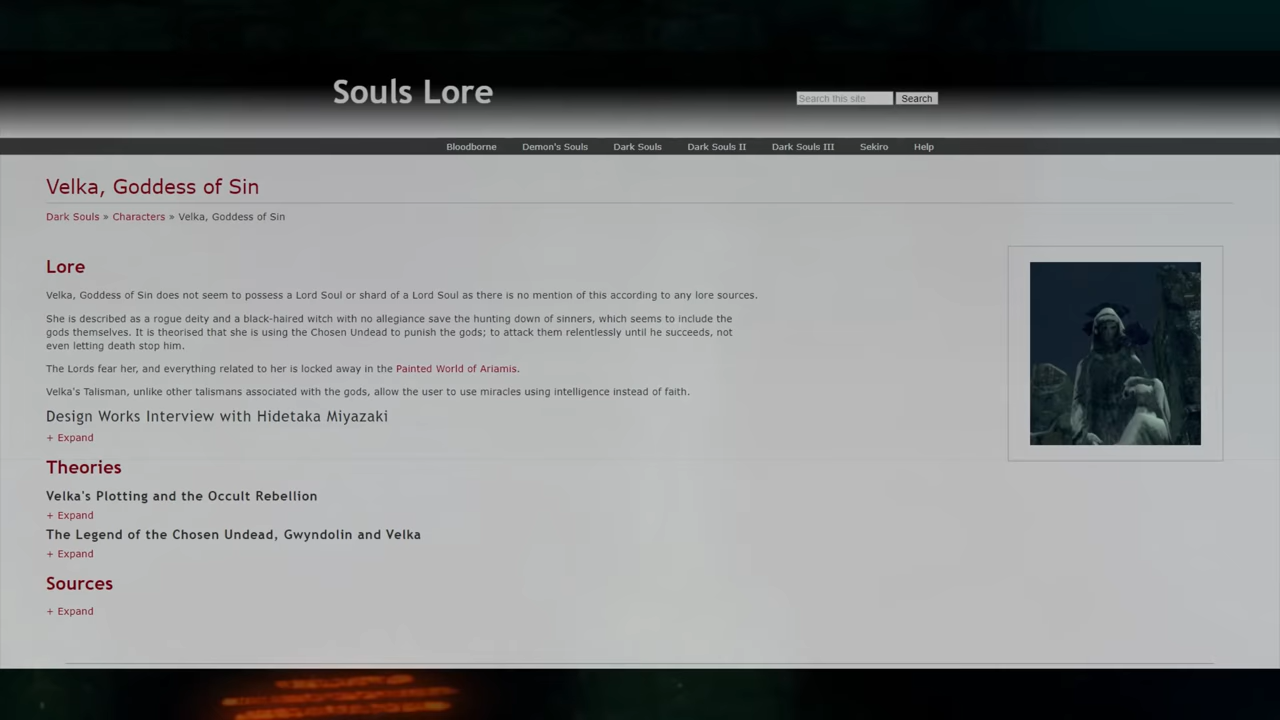 Souls Lore
Search this site
Search
Bloodborne Demon's Souls Dark Souls Dark Souls II Dark Souls III Sekiro Help
Velka, Goddess of Sin
Dark Souls » Characters » Velka, Goddess of Sin
Lore
Velka, Goddess of Sin does not seem to possess a Lord Soul or shard of a Lord Soul as there is no mention of this according to any lore sources.
She is described as a rogue deity and a black-haired witch with no allegiance save the hunting down of sinners, which seems to include the
gods themselves. It is theorised that she is using the Chosen Undead to punish the gods; to attack them relentlessly until he succeeds, not
even letting death stop him.
The Lords fear her, and everything related to her is locked away in the Painted World of Ariamis.
Velka's Talisman, unlike other talismans associated with the gods, allow the user to use miracles using intelligence instead of faith.
Design Works Interview with Hidetaka Miyazaki
+ Expand
Theories
Velka's Plotting and the Occult Rebellion
+ Expand
The Legend of the Chosen Undead, Gwyndolin and Velka
+ Expand
Sources
+ Expand